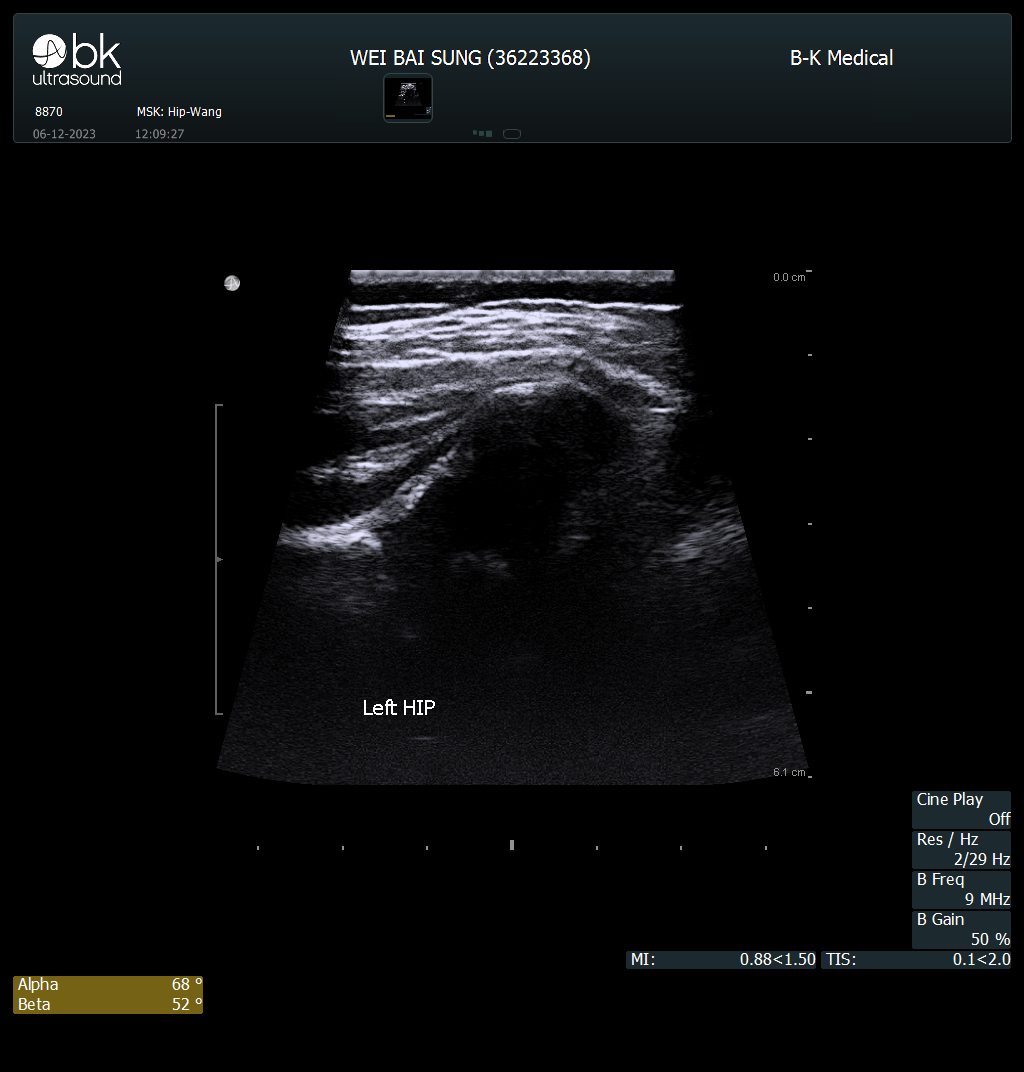 bk
ultrasound
WEI BAI SUNG (36223368)
B-K Medical
8870
MSK: Hip-Wang
06-12-2023
12:09:27
0.0 cm
Left HIP
6.1 cm
Cine Play
Off
Res / Hz
2/29 Hz
B Freq
9 MHz
B Gain
50 %
MI: 0.88<1.50
TIS: 0.1<2.0
Alpha 68 °
Beta 52 °